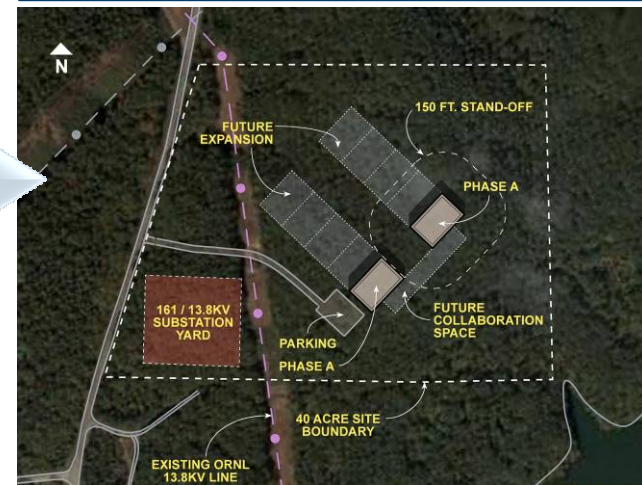 N
150 FT. STAND-OFF
FUTURE
EXPANSION
PHASE A
161 / 13.8KV
SUBSTATION
YARD
PARKING
PHASE A
FUTURE
COLLABORATION
SPACE
40 ACRE SITE
BOUNDARY
EXISTING ORNL
13.8KV LINE